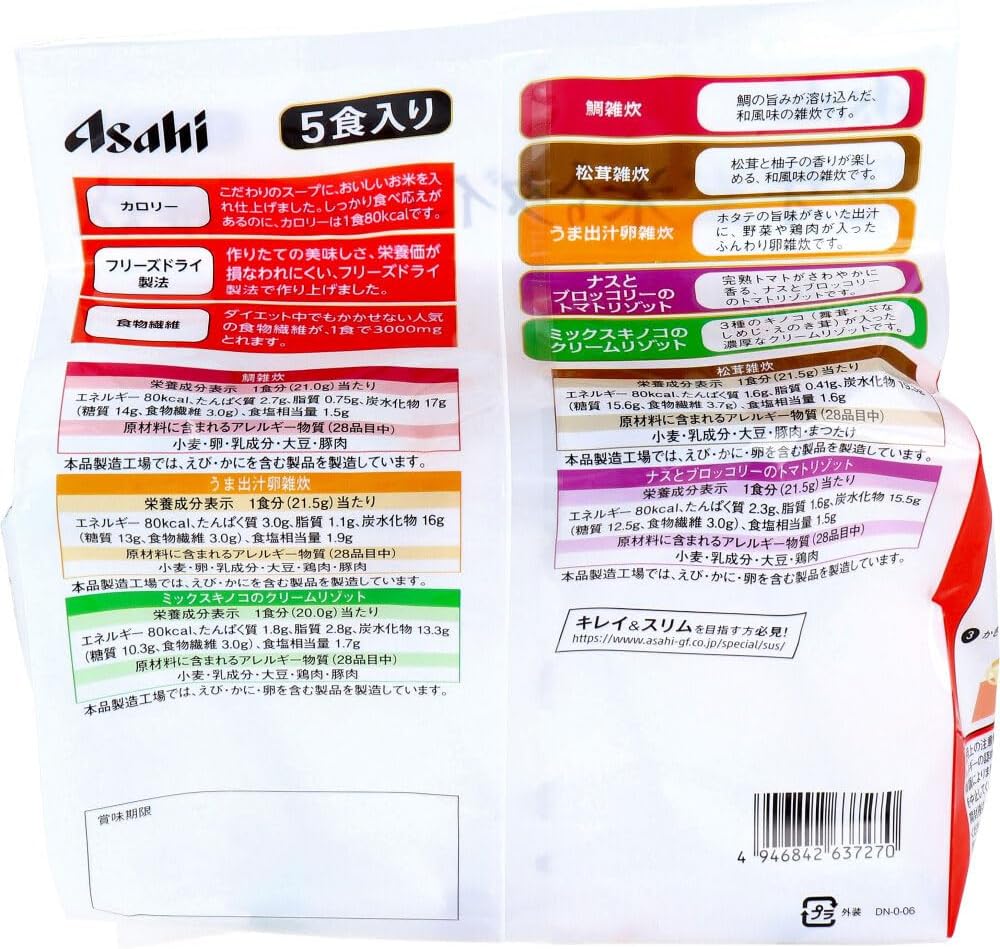 Asahi
5食入り
カロリー
こだわりのスープに、おいしいお米を入
れ仕上げました。しっかり食べ応えが
あるのに、カロリーは1食80kcalです。
フリーズドライ
製法
作りたての美味しさ、栄養価が
損なわれにくい、フリーズドライ
製法で作り上げました。
食物繊維
ダイエット中でもかかせない人気
の食物繊維が、1食で3000mg
とれます。
鯛雑炊
栄養成分表示 1食分(21.0g)当たり
エネルギー 80kcal、たんぱく質 2.7g、脂質 0.75g、炭水化物 17g
(糖質 14g、食物繊維 3.0g)、食塩相当量 1.5g
原材料に含まれるアレルギー物質(28品目中)
小麦・卵・乳成分・大豆・豚肉
本品製造工場では、えび・かにを含む製品を製造しています。
うま出汁卵雑炊
栄養成分表示 1食分(21.5g)当たり
エネルギー 80kcal、たんぱく質 3.0g、脂質 1.1g、炭水化物 16g
(糖質 13g、食物繊維 3.0g)、食塩相当量 1.9g
原材料に含まれるアレルギー物質(28品目中)
小麦・卵・乳成分・大豆・鶏肉・豚肉
本品製造工場では、えび・かにを含む製品を製造しています。
ミックスキノコのクリームリゾット
栄養成分表示 1食分(20.0g)当たり
エネルギー 80kcal、たんぱく質 1.8g、脂質 2.8g、炭水化物 13.3g
(糖質 10.3g、食物繊維 3.0g)、食塩相当量 1.7g
原材料に含まれるアレルギー物質(28品目中)
小麦・乳成分・大豆・鶏肉・豚肉
本品製造工場では、えび・かに・卵を含む製品を製造しています。
賞味期限
鯛雑炊
鯛の旨みが溶け込んだ、
和風味の雑炊です。
松茸雑炊
松茸と柚子の香りが楽し
める、和風味の雑炊です。
うま出汁卵雑炊
ホタテの旨味がきいた出汁
に、野菜や鶏肉が入った
ふんわり卵雑炊です。
ナスと
ブロッコリーの
トマトリゾット
完熟トマトがさわやかに
香る、ナスとブロッコリー
のトマトリゾットです。
ミックスキノコの
クリームリゾット
3種のキノコ(舞茸・ぶな
しめじ・えのき茸)が入った
濃厚なクリームリゾットです。
松茸雑炊
栄養成分表示 1食分(21.5g)当たり
エネルギー 80kcal、たんぱく質 1.6g、脂質 0.41g、炭水化物
(糖質 15.6g、食物繊維 3.7g)、食塩相当量 1.6g
原材料に含まれるアレルギー物質(28品目中)
小麦・乳成分・大豆・豚肉・まつたけ
本品製造工場では、えび・かに・卵を含む製品を製造しています。
ナスとブロッコリーのトマトリゾット
栄養成分表示 1食分(21.5g)当たり
エネルギー 80kcal、たんぱく質 2.3g、脂質 1.6g、炭水化物 15.5g
(糖質 12.5g、食物繊維 3.0g)、食塩相当量 1.5g
原材料に含まれるアレルギー物質(28品目中)
小麦・乳成分・大豆・鶏肉
本品製造工場では、えび・かに・卵を含む製品を製造しています。
キレイ&スリムを目指す方必見!
https://www.asahi-gf.co.jp/special/sus/
4 946842 637270
プラ 外装 DN-0-06
3